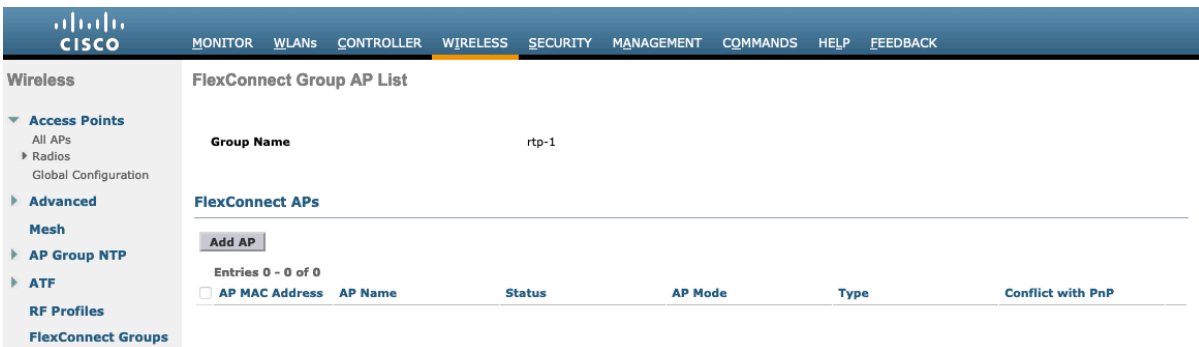 CISCO
MONITOR WLANs CONTROLLER WIRELESS SECURITY MANAGEMENT COMMANDS HELP FEEDBACK
Wireless
Access Points
All APs
Radios
Global Configuration
Advanced
Mesh
AP Group NTP
ATF
RF Profiles
FlexConnect Groups
FlexConnect Group AP List
Group Name rtp-1
FlexConnect APs
Add AP
Entries 0 - 0 of 0
AP MAC Address AP Name Status AP Mode Type Conflict with PnP